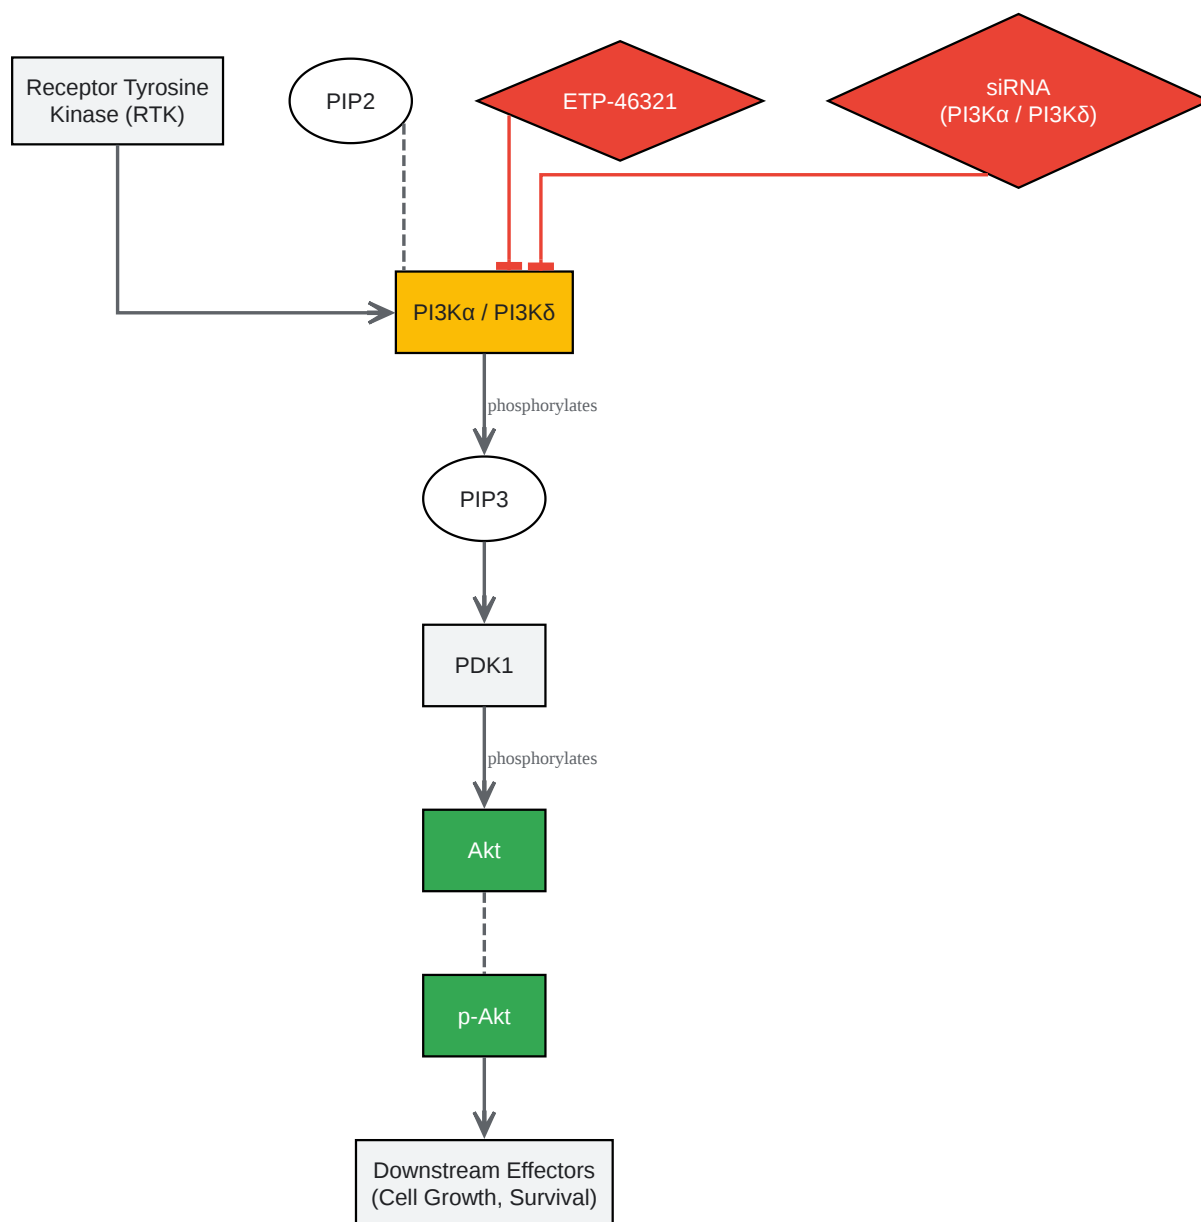 Receptor Tyrosine
Kinase (RTK)
PIP2
ETP-46321
siRNA
(PI3Kα / PI3Kδ)
PI3Kα / PI3Kδ
phosphorylates
PIP3
PDK1
phosphorylates
Akt
p-Akt
Downstream Effectors
(Cell Growth, Survival)